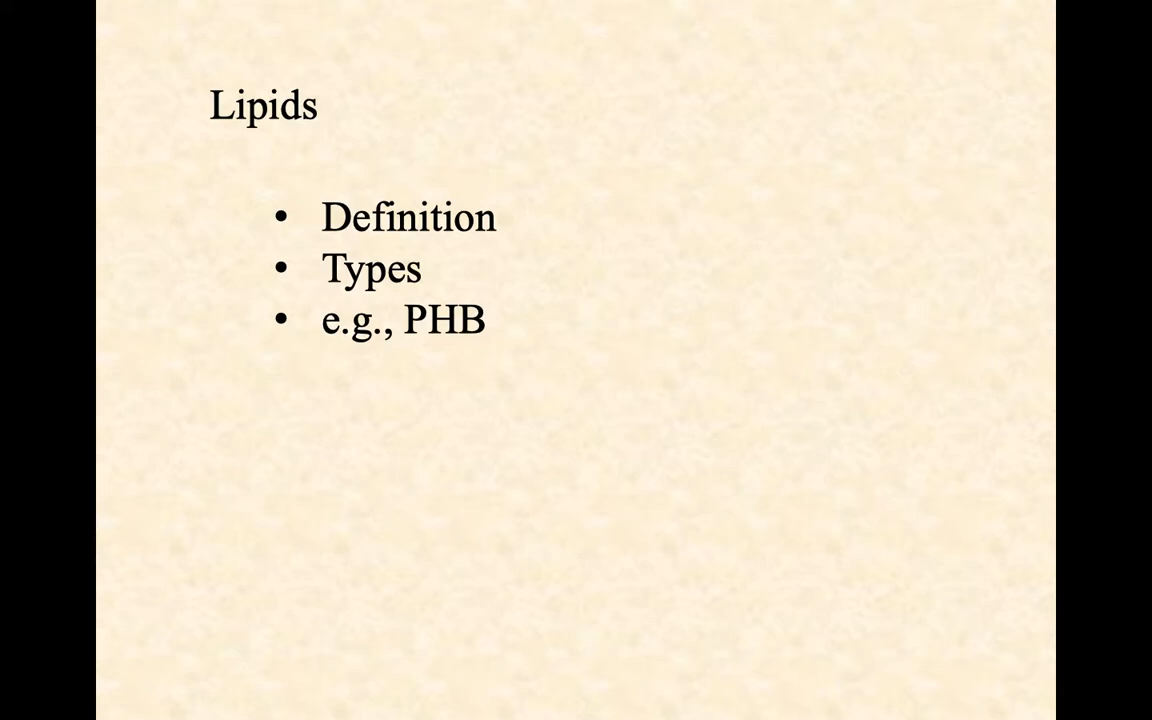 Lipids
• Definition
• Types
• e.g., PHB